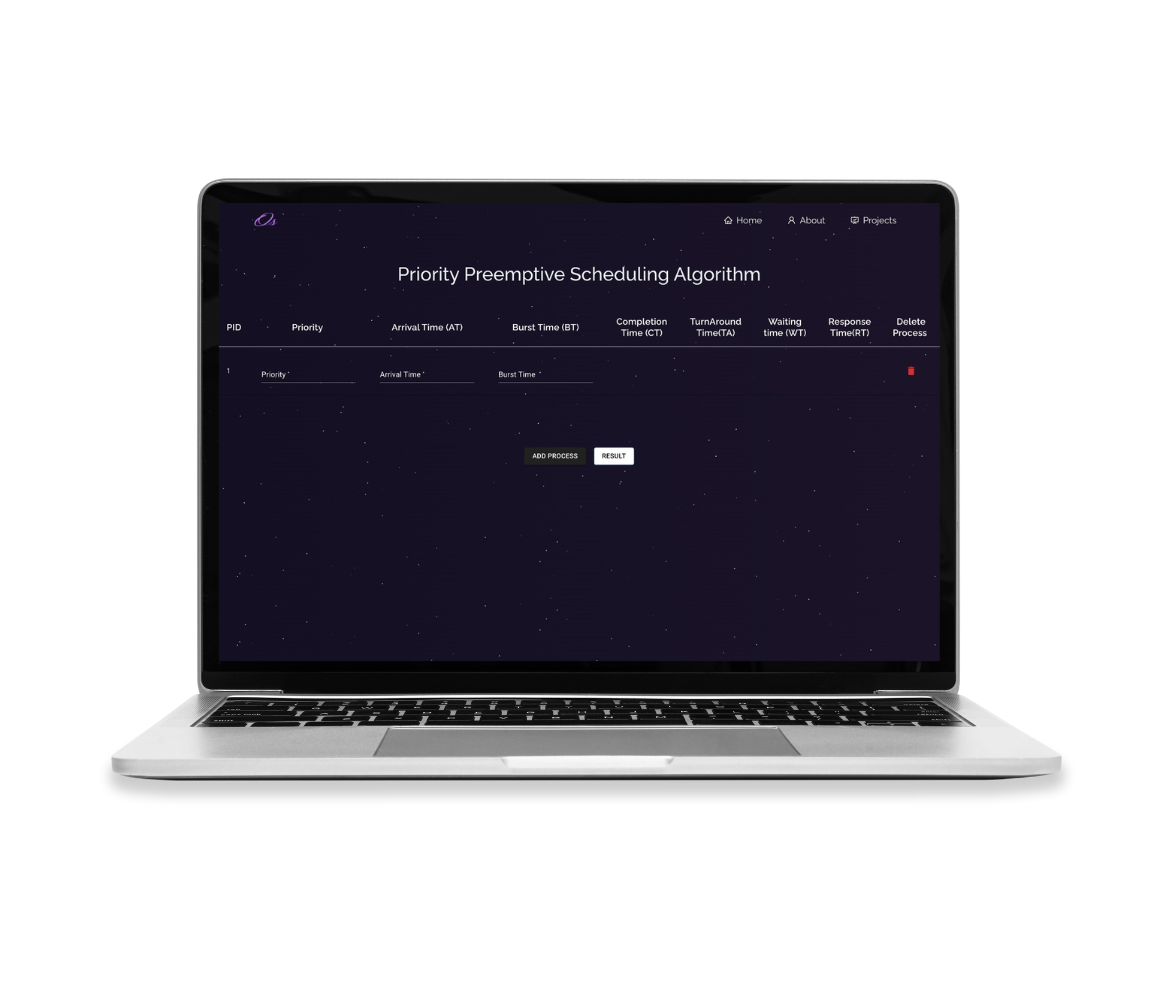 Os
Home About Projects
Priority Preemptive Scheduling Algorithm
PID Priority Arrival Time (AT) Burst Time (BT) Completion Time (CT) TurnAround Time(TA) Waiting time (WT) Response Time(RT) Delete Process
1 Priority * Arrival Time * Burst Time *
ADD PROCESS RESULT